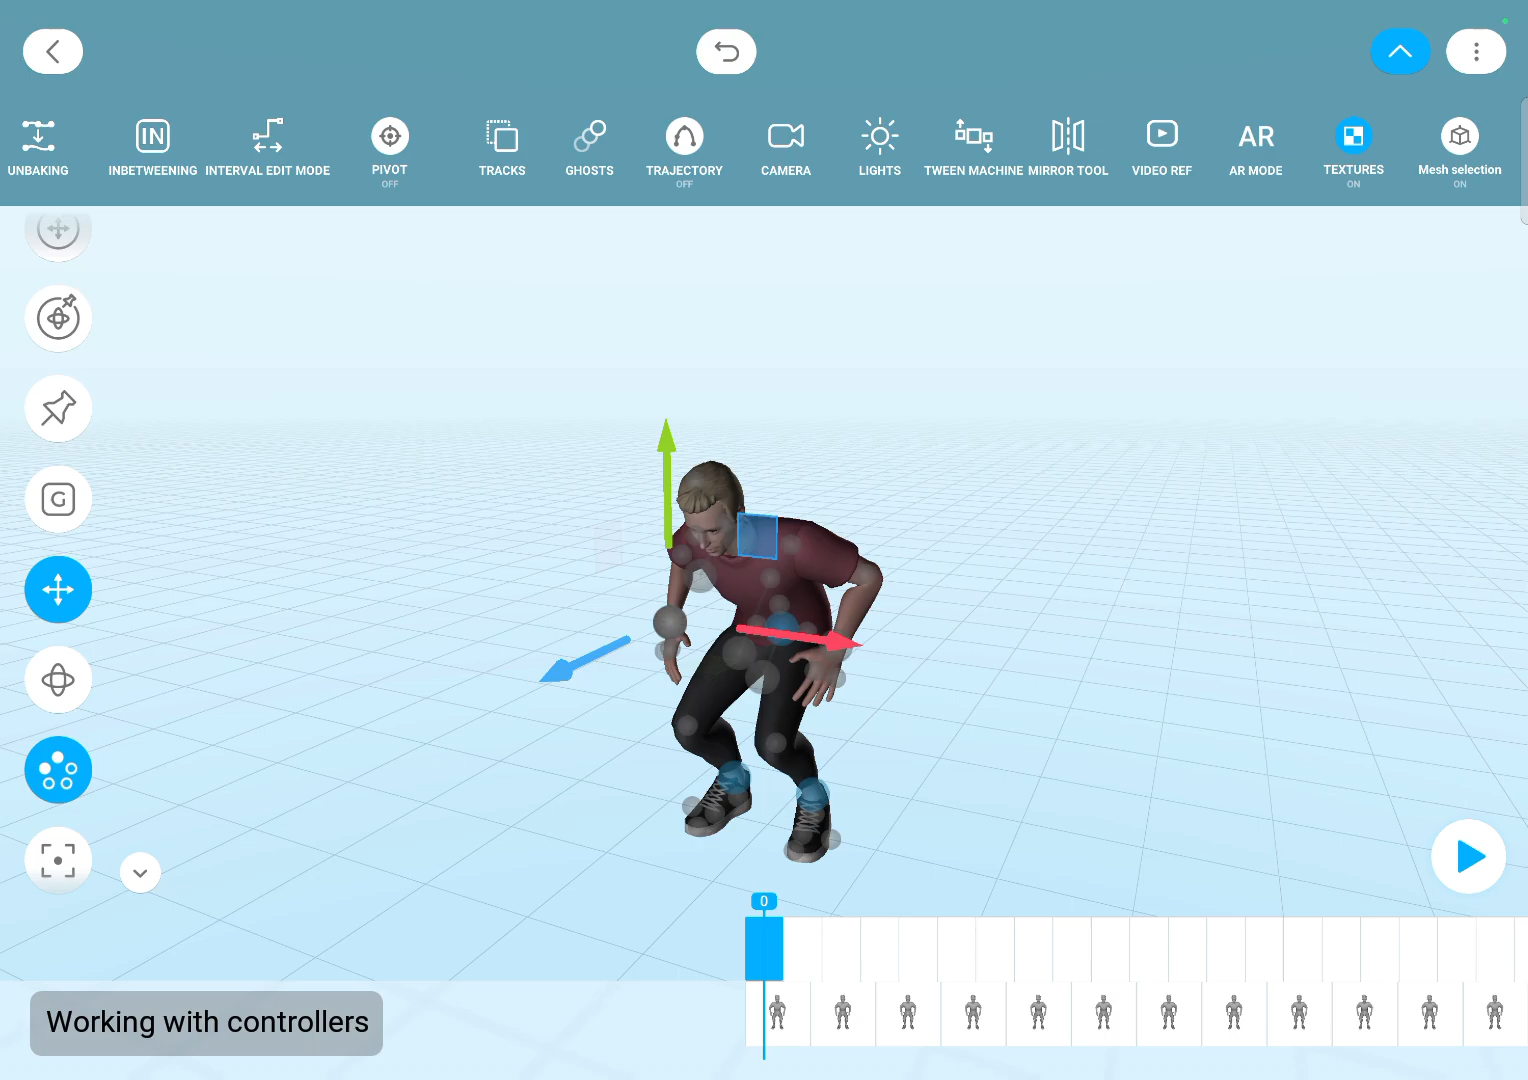 UNBAKING
IN
INBETWEENING
INTERVAL EDIT MODE
PIVOT
OFF
TRACKS
GHOSTS
TRAJECTORY
OFF
CAMERA
LIGHTS
TWEEN MACHINE
MIRROR TOOL
VIDEO REF
AR
AR MODE
TEXTURES
ON
Mesh selection
ON
G
0
Working with controllers